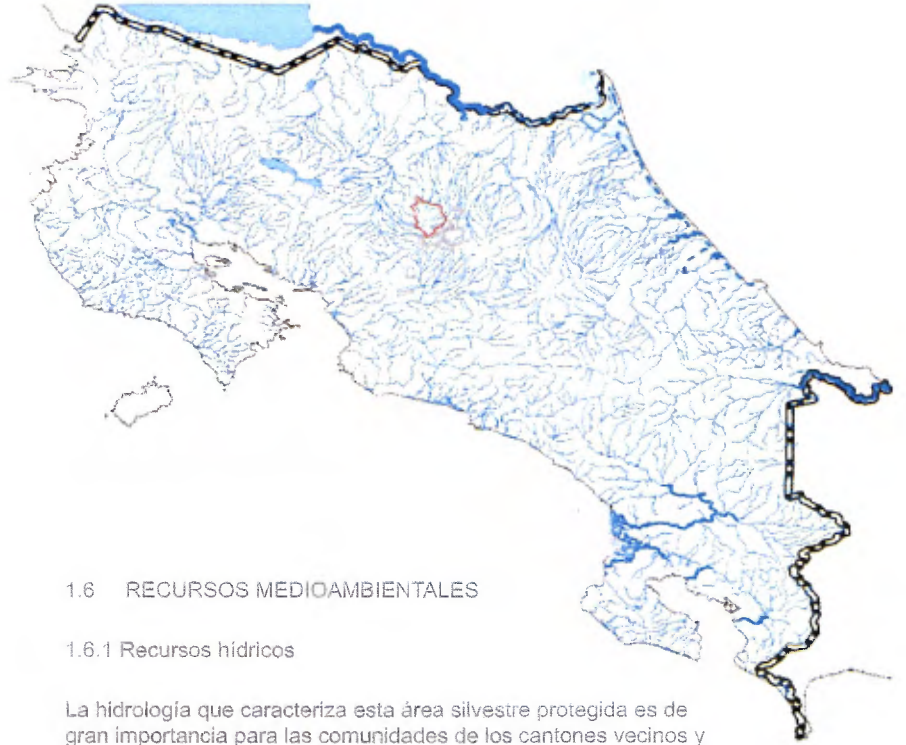 1.6 RECURSOS MEDIOAMBIENTALES
1.6.1 Recursos hídricos
La hidrología que caracteriza esta área silvestre protegida es de
gran importancia para las comunidades de los cantones vecinos y